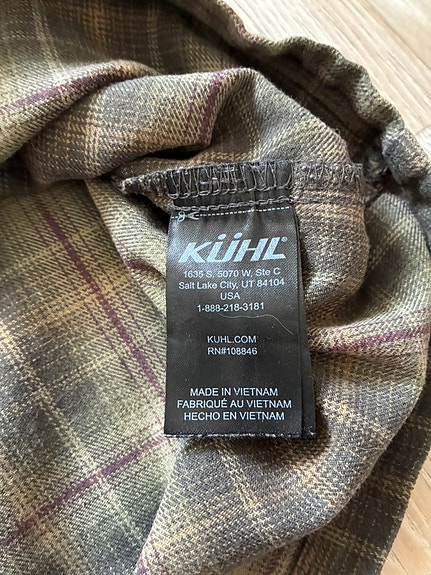 KÜHL®
1635 S, 5070 W, Ste C
Salt Lake City, UT 84104
USA
1-888-218-3181
KUHL.COM
RN#108846
MADE IN VIETNAM
FABRIQUÉ AU VIETNAM
HECHO EN VIETNAM